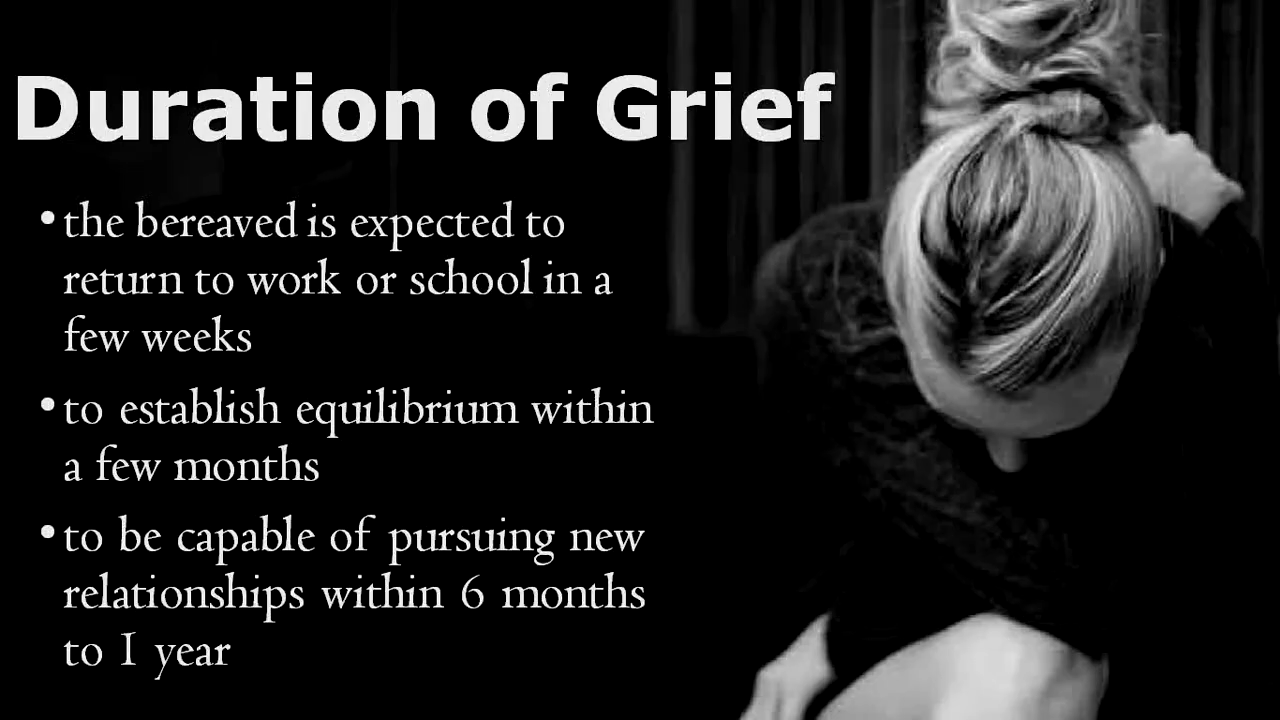 Duration of Grief
• the bereaved is expected to
return to work or school in a
few weeks
• to establish equilibrium within
a few months
• to be capable of pursuing new
relationships within 6 months
to 1 year